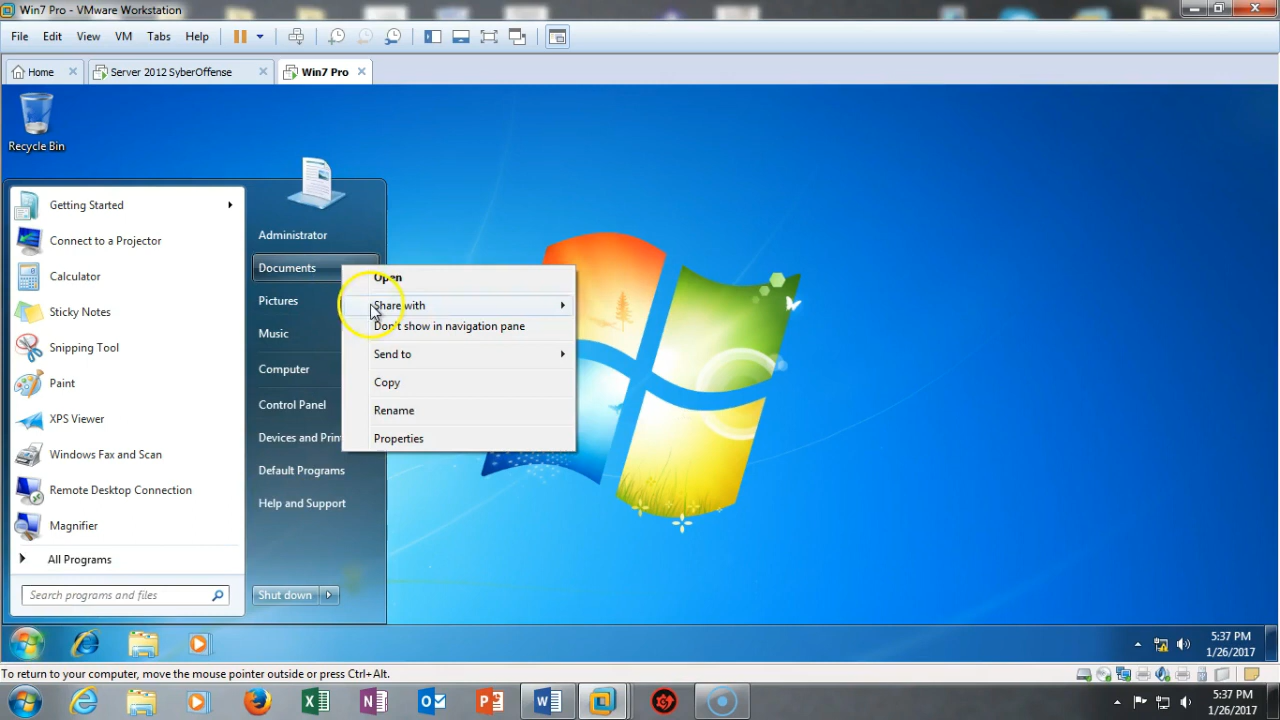 Win7 Pro - VMware Workstation
File Edit View VM Tabs Help
Home Server 2012 SyberOffense Win7 Pro
Recycle Bin
Getting Started
Connect to a Projector
Calculator
Sticky Notes
Snipping Tool
Paint
XPS Viewer
Windows Fax and Scan
Remote Desktop Connection
Magnifier
All Programs
Search programs and files
Administrator
Documents
Pictures
Music
Computer
Control Panel
Devices and Prin
Default Programs
Help and Support
Shut down
Open
Share with
Don't show in navigation pane
Send to
Copy
Rename
Properties
5:37 PM
1/26/2017
To return to your computer, move the mouse pointer outside or press Ctrl+Alt.
5:37 PM
1/26/2017